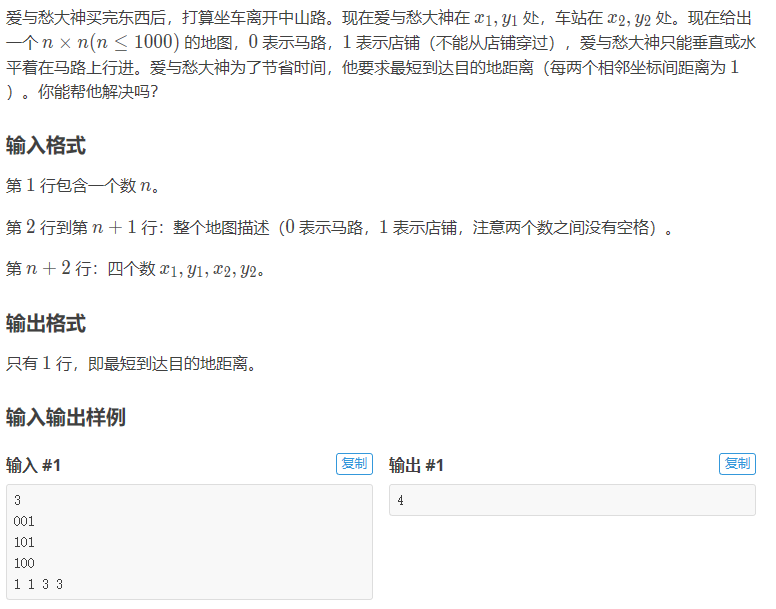 爱与愁大神买完东西后，打算坐车离开中山路。现在爱与愁大神在 x₁, y₁ 处，车站在 x₂, y₂ 处。现在给出
一个 n × n(n ≤ 1000) 的地图，0 表示马路，1 表示店铺（不能从店铺穿过），爱与愁大神只能垂直或水
平着在马路上行进。爱与愁大神为了节省时间，他要求最短到达目的地距离（每两个相邻坐标间距离为 1
）。你能帮他解决吗？
输入格式
第 1 行包含一个数 n。
第 2 行到第 n + 1 行：整个地图描述（0 表示马路，1 表示店铺，注意两个数之间没有空格）。
第 n + 2 行：四个数 x₁, y₁, x₂, y₂。
输出格式
只有 1 行，即最短到达目的地距离。
输入输出样例
输入 #1
复制
3
001
101
100
1 1 3 3
输出 #1
复制
4